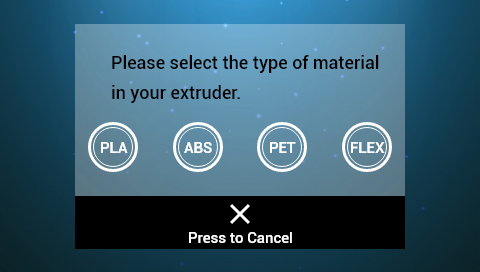 Please select the type of material
in your extruder.
PLA ABS PET FLEX
Press to Cancel